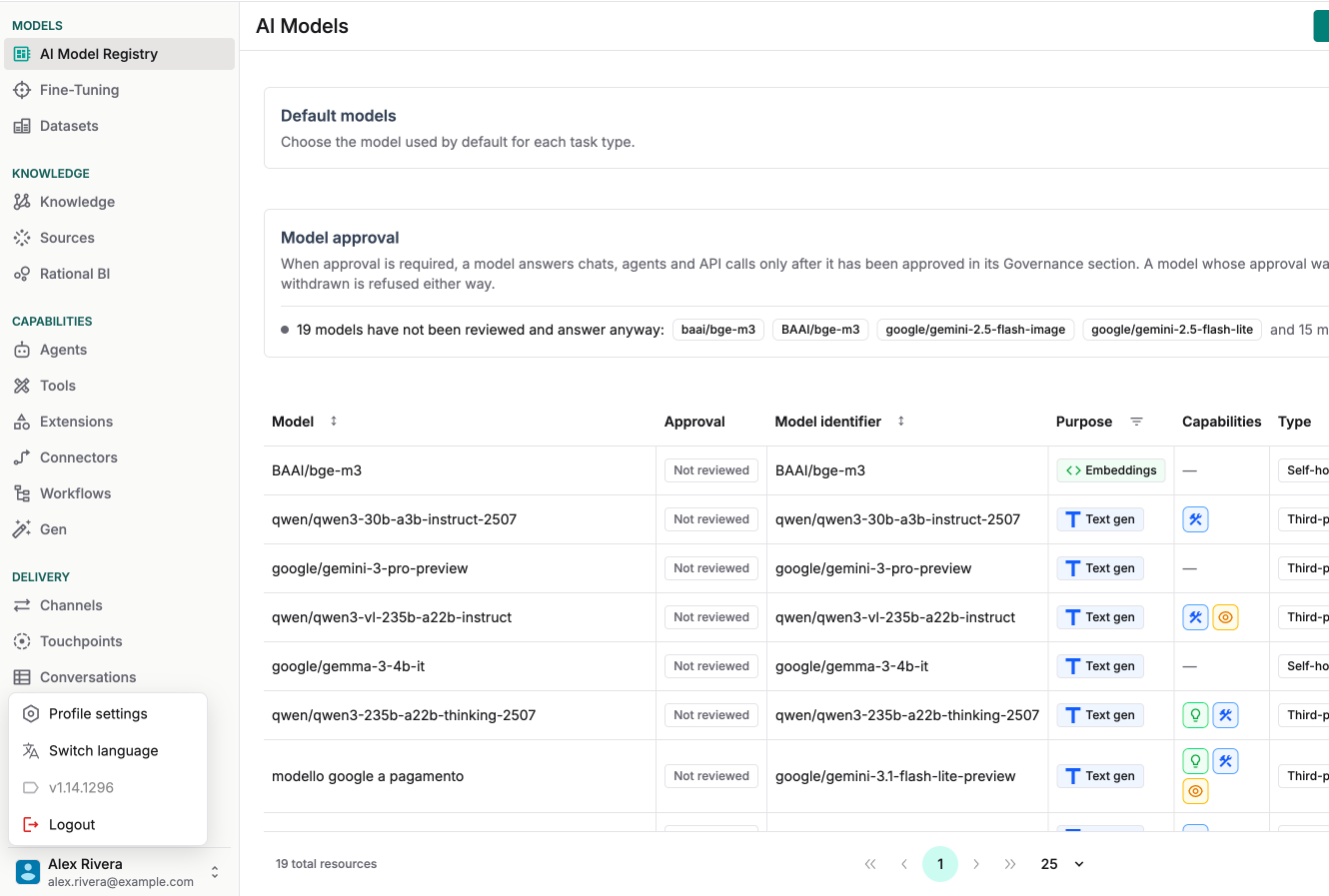 MODELS
AI Model Registry
Fine-Tuning
Datasets
KNOWLEDGE
Knowledge
Sources
Rational BI
CAPABILITIES
Agents
Tools
Extensions
Connectors
Workflows
Gen
DELIVERY
Channels
Touchpoints
Conversations
Profile settings
Switch language
v1.14.1296
Logout
Alex Rivera
alex.rivera@example.com
AI Models
Default models
Choose the model used by default for each task type.
Model approval
When approval is required, a model answers chats, agents and API calls only after it has been approved in its Governance section. A model whose approval wa
withdrawn is refused either way.
19 models have not been reviewed and answer anyway: baai/bge-m3 BAAI/bge-m3 google/gemini-2.5-flash-image google/gemini-2.5-flash-lite and 15 m
Model Approval Model identifier Purpose Capabilities Type
BAAI/bge-m3 Not reviewed BAAI/bge-m3 Embeddings — Self-ho
qwen/qwen3-30b-a3b-instruct-2507 Not reviewed qwen/qwen3-30b-a3b-instruct-2507 Text gen Third-p
google/gemini-3-pro-preview Not reviewed google/gemini-3-pro-preview Text gen — Third-p
qwen/qwen3-vl-235b-a22b-instruct Not reviewed qwen/qwen3-vl-235b-a22b-instruct Text gen Third-p
google/gemma-3-4b-it Not reviewed google/gemma-3-4b-it Text gen — Self-ho
qwen/qwen3-235b-a22b-thinking-2507 Not reviewed qwen/qwen3-235b-a22b-thinking-2507 Text gen Third-p
modello google a pagamento Not reviewed google/gemini-3.1-flash-lite-preview Text gen Third-p
19 total resources 1 25